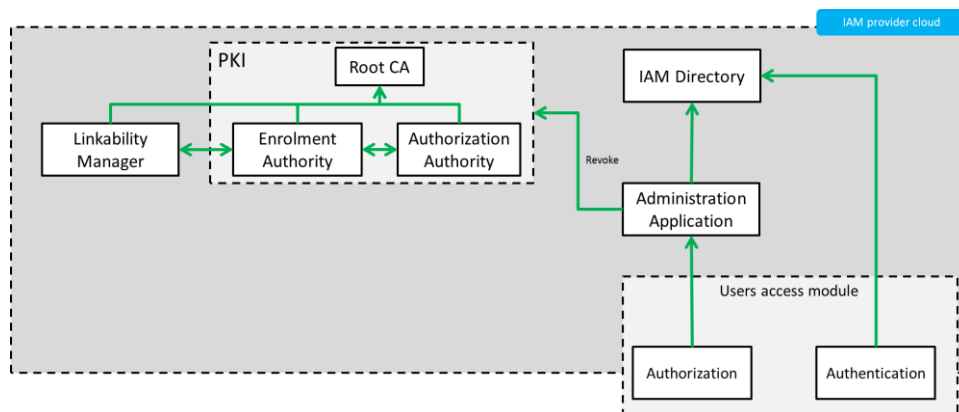 IAM provider cloud
PKI
Root CA
IAM Directory
Linkability
Manager
Enrolment
Authority
Authorization
Authority
Revoke
Administration
Application
Users access module
Authorization
Authentication